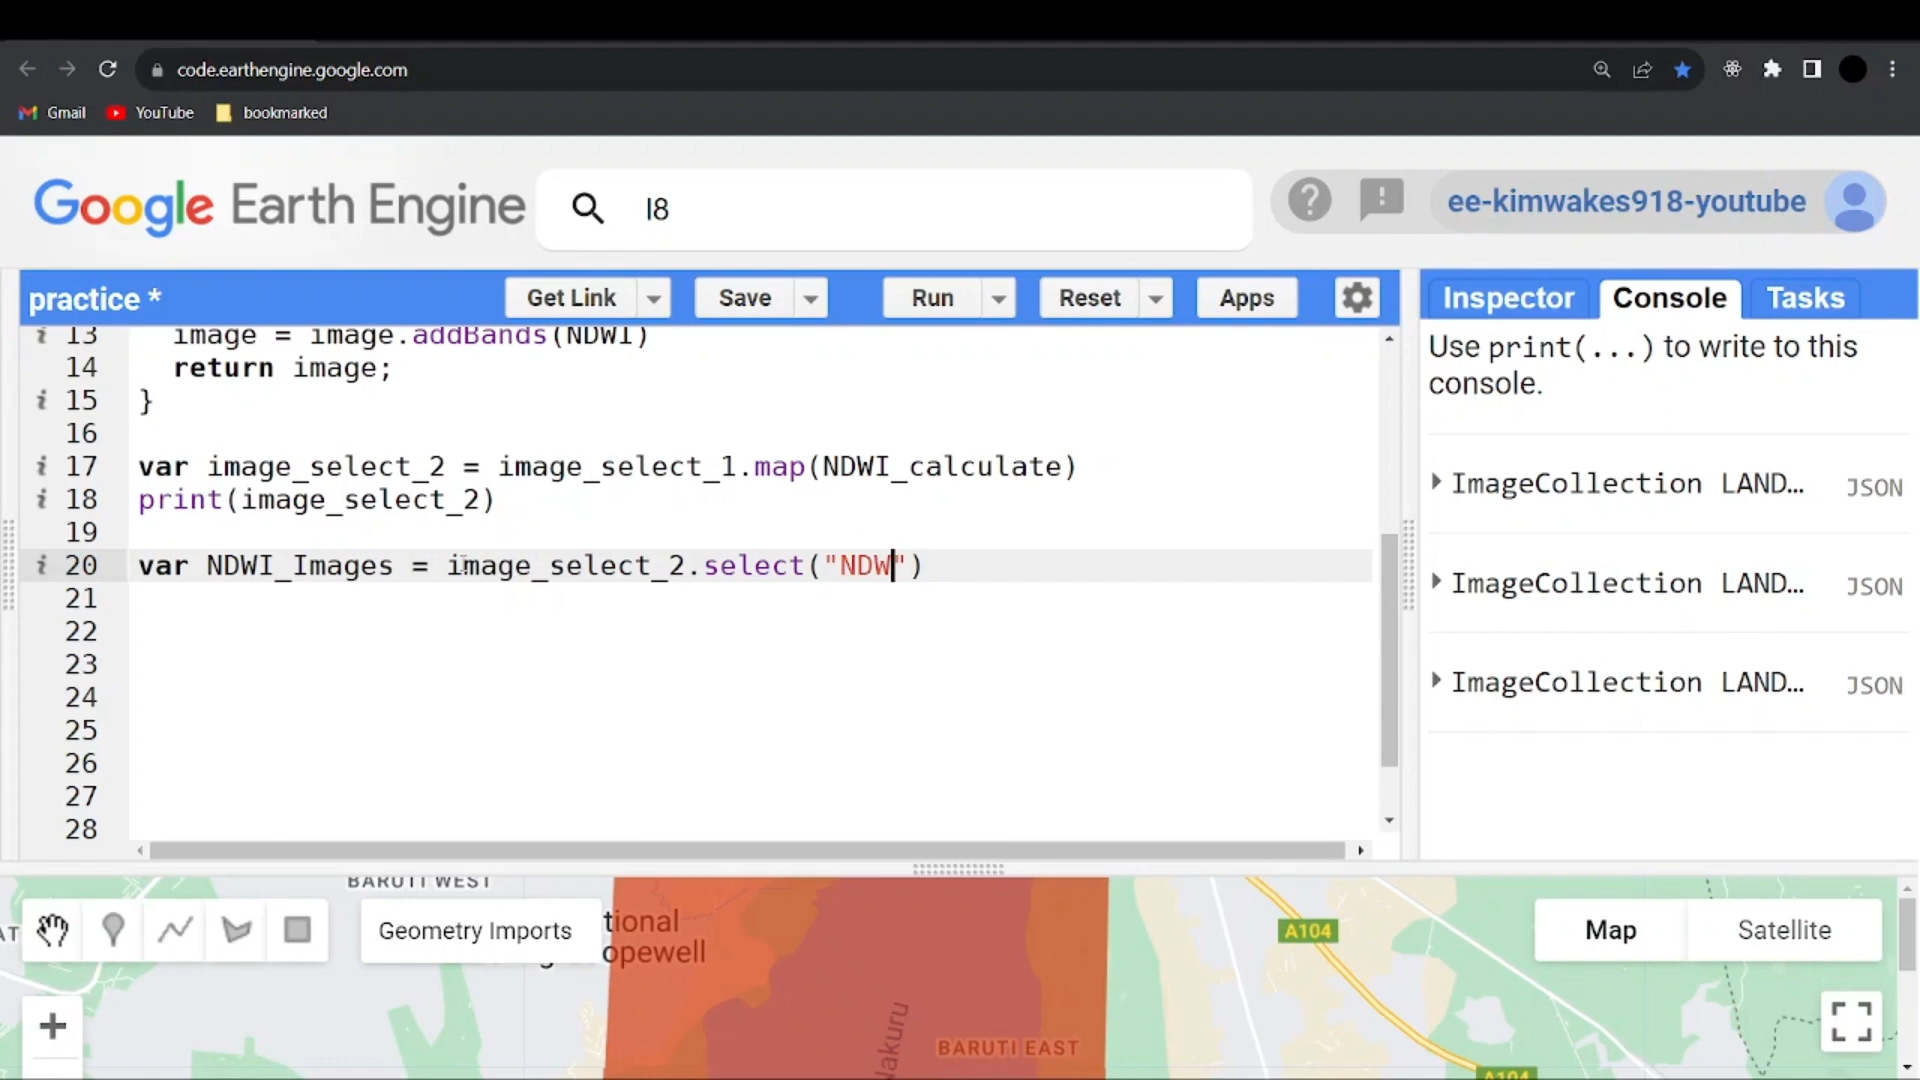 code.earthengine.google.com
Gmail YouTube bookmarked
Google Earth Engine
l8
ee-kimwakes918-youtube
practice *
Get Link
Save
Run
Reset
Apps
Inspector
Console
Tasks
13 image = image.addBands(NDWI)
14 return image;
15 }
16
17 var image_select_2 = image_select_1.map(NDWI_calculate)
18 print(image_select_2)
19
20 var NDWI_Images = image_select_2.select("NDW")
21
22
23
24
25
26
27
28
Use print(...) to write to this
console.
ImageCollection LAND… JSON
ImageCollection LAND… JSON
ImageCollection LAND… JSON
BARUTI WEST
Geometry Imports
tional
opewell
A104
Map
Satellite
Nakuru
BARUTI EAST
A104